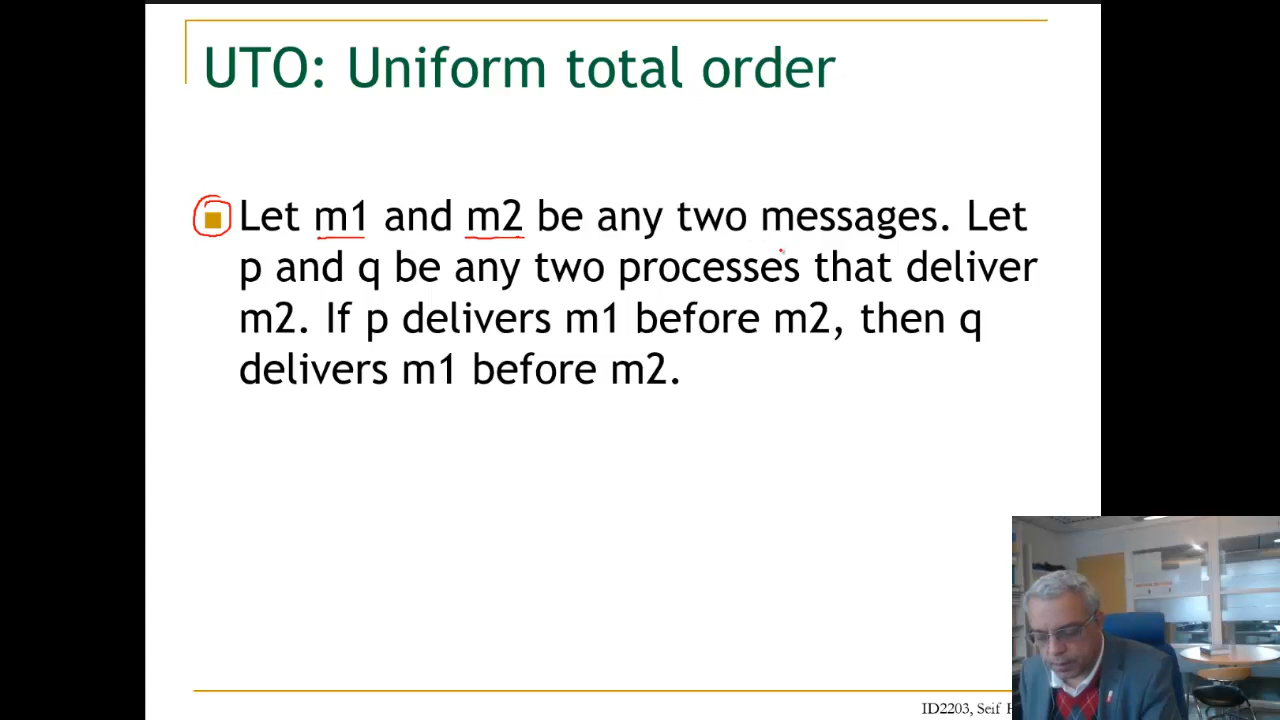 UTO: Uniform total order
Let m1 and m2 be any two messages. Let
p and q be any two processes that deliver
m2. If p delivers m1 before m2, then q
delivers m1 before m2.
ID2203, Seif